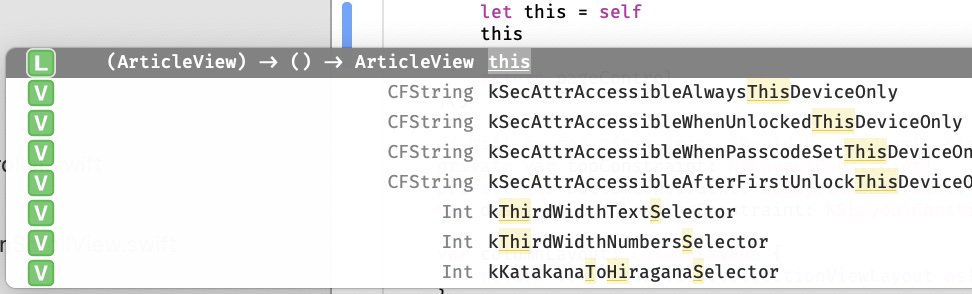 let this = self
this
L (ArticleView) -> () -> ArticleView this
V CFString kSecAttrAccessibleAlwaysThisDeviceOnly
V CFString kSecAttrAccessibleWhenUnlockedThisDeviceOnly
V CFString kSecAttrAccessibleWhenPasscodeSetThisDeviceOn
V CFString kSecAttrAccessibleAfterFirstUnlockThisDeviceO
V Int kThirdWidthTextSelector
V Int kThirdWidthNumbersSelector
V Int kKatakanaToHiraganaSelector